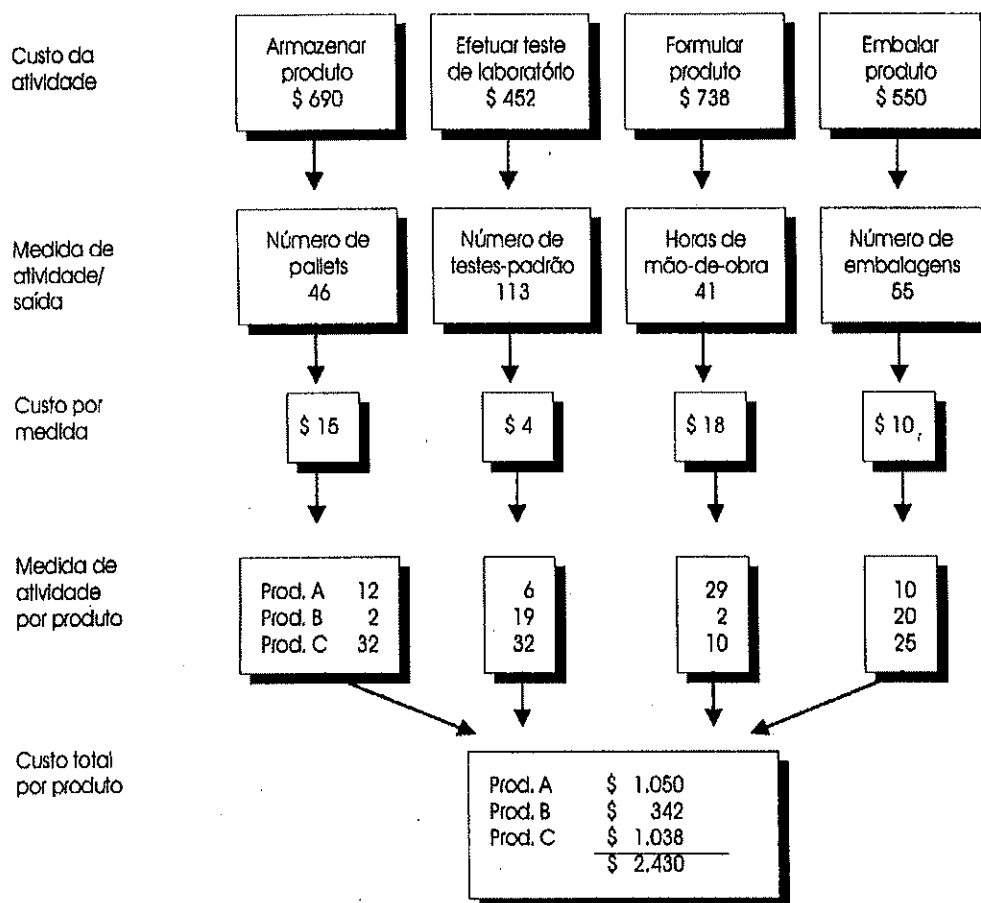 Custo da
atividade
Armazenar
produto
$ 690
Efetuar teste
de laboratório
$ 452
Formular
produto
$ 738
Embalar
produto
$ 550
Medida de
atividade/
saída
Número de
pallets
46
Número de
testes-padrão
113
Horas de
mão-de-obra
41
Número de
embalagens
55
Custo por
medida
$ 15
$ 4
$ 18
$ 10
Medida de
atividade
por produto
Prod. A 12
Prod. B 2
Prod. C 32
6
19
32
29
2
10
10
20
25
Custo total
por produto
Prod. A $ 1.050
Prod. B $ 342
Prod. C $ 1.038
$ 2.430